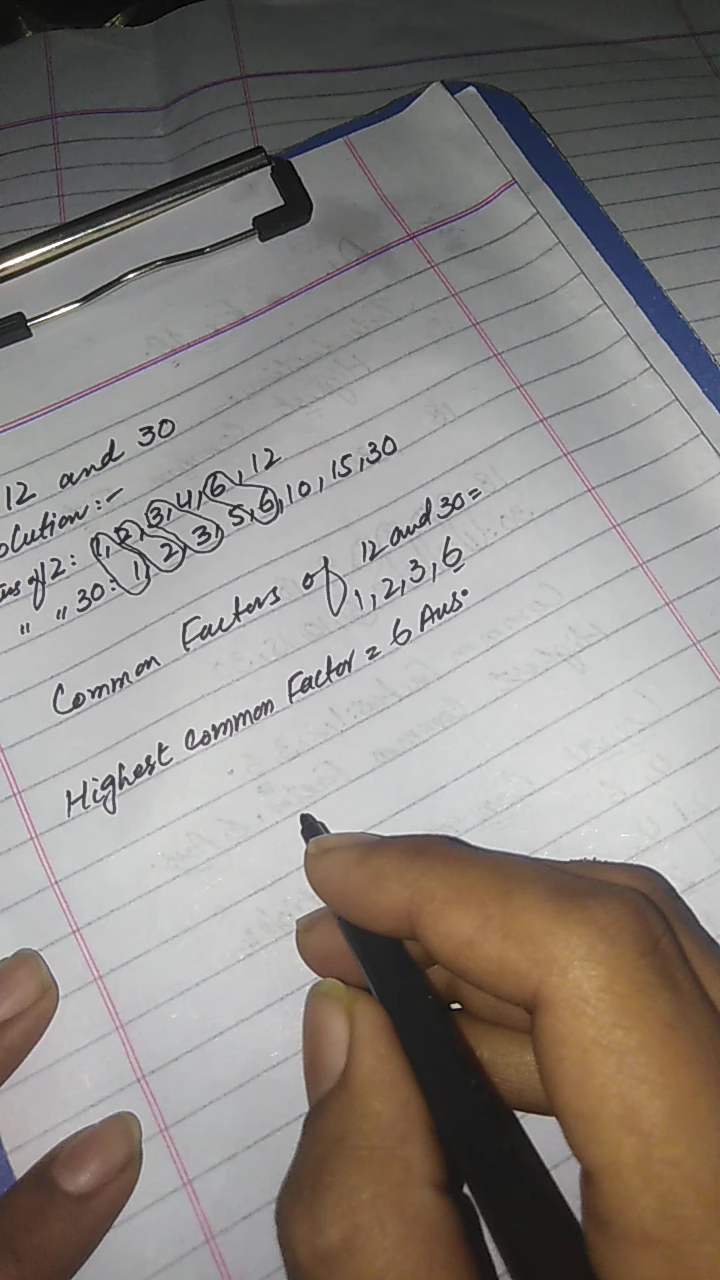 12 and 30
olution:-
of 12: 1, 2, 3, 4, 6, 12
" " 30: 1, 2, 3, 5, 6, 10, 15, 30
Common Factors of 12 and 30 =
1, 2, 3, 6
Highest Common Factor = 6 Aus.